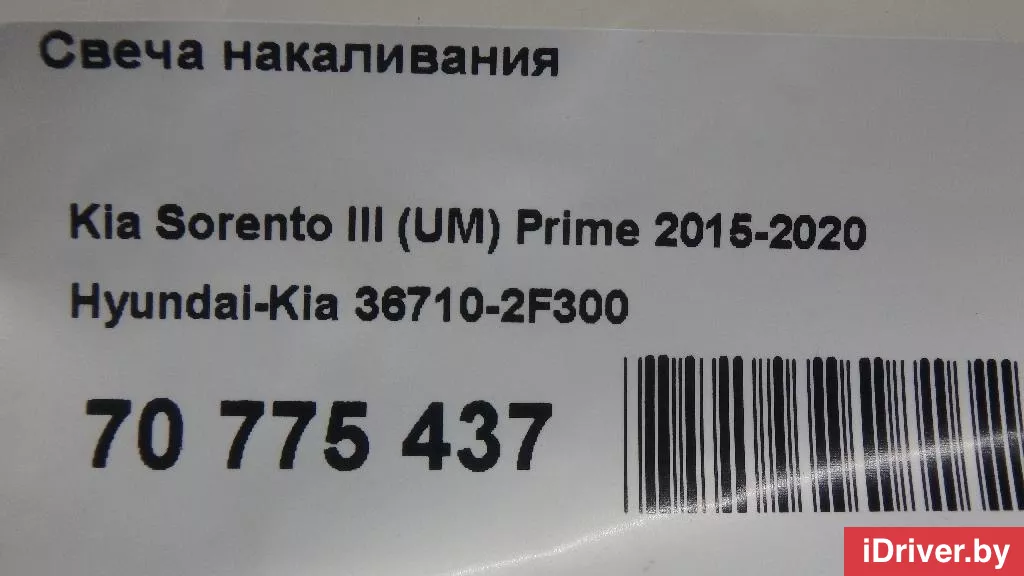 Свеча накаливания
Kia Sorento III (UM) Prime 2015-2020
Hyundai-Kia 36710-2F300
70 775 437
iDriver.by